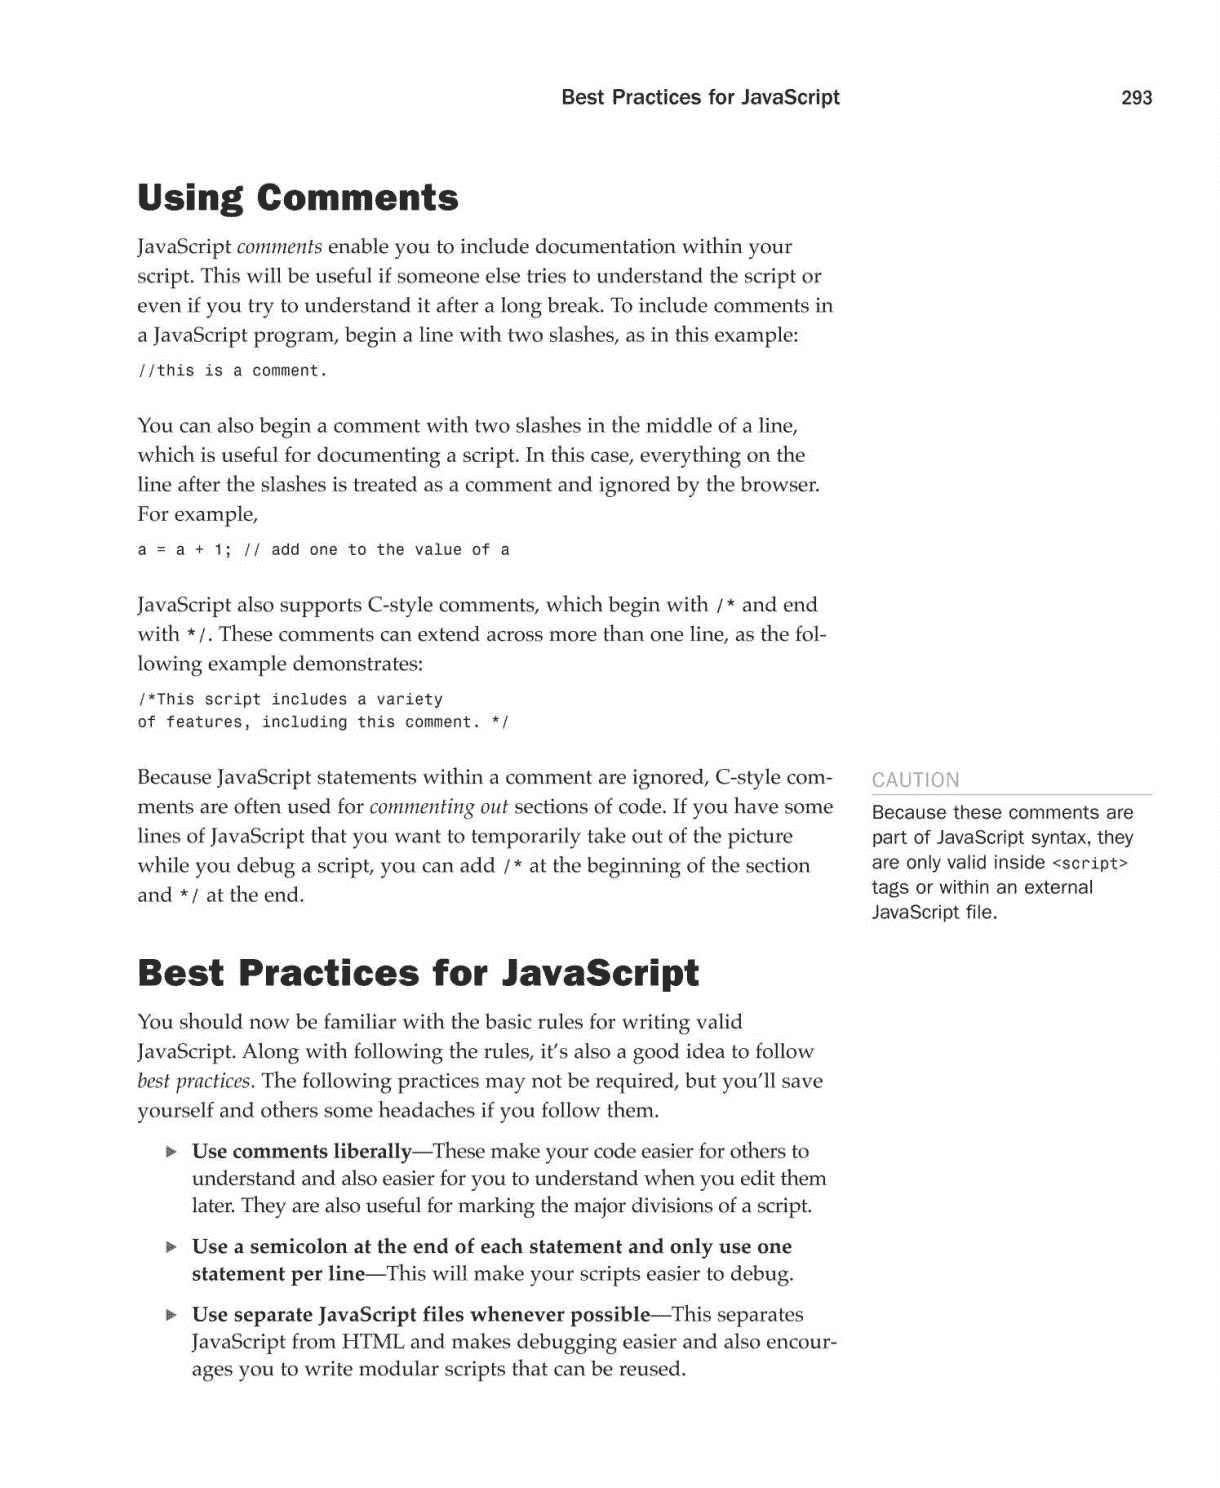 Best Practices for JavaScript 293
Using Comments
JavaScript comments enable you to include documentation within your
script. This will be useful if someone else tries to understand the script or
even if you try to understand it after a long break. To include comments in
a JavaScript program, begin a line with two slashes, as in this example:
//this is a comment.
You can also begin a comment with two slashes in the middle of a line,
which is useful for documenting a script. In this case, everything on the
line after the slashes is treated as a comment and ignored by the browser.
For example,
a = a + 1; // add one to the value of a
JavaScript also supports C-style comments, which begin with /* and end
with */. These comments can extend across more than one line, as the fol-
lowing example demonstrates:
/*This script includes a variety
of features, including this comment. */
Because JavaScript statements within a comment are ignored, C-style com-
ments are often used for commenting out sections of code. If you have some
lines of JavaScript that you want to temporarily take out of the picture
while you debug a script, you can add /* at the beginning of the section
and */ at the end.
CAUTION
Because these comments are
part of JavaScript syntax, they
are only valid inside <script>
tags or within an external
JavaScript file.
Best Practices for JavaScript
You should now be familiar with the basic rules for writing valid
JavaScript. Along with following the rules, it's also a good idea to follow
best practices. The following practices may not be required, but you'll save
yourself and others some headaches if you follow them.
▶ Use comments liberally—These make your code easier for others to
understand and also easier for you to understand when you edit them
later. They are also useful for marking the major divisions of a script.
▶ Use a semicolon at the end of each statement and only use one
statement per line—This will make your scripts easier to debug.
▶ Use separate JavaScript files whenever possible—This separates
JavaScript from HTML and makes debugging easier and also encour-
ages you to write modular scripts that can be reused.